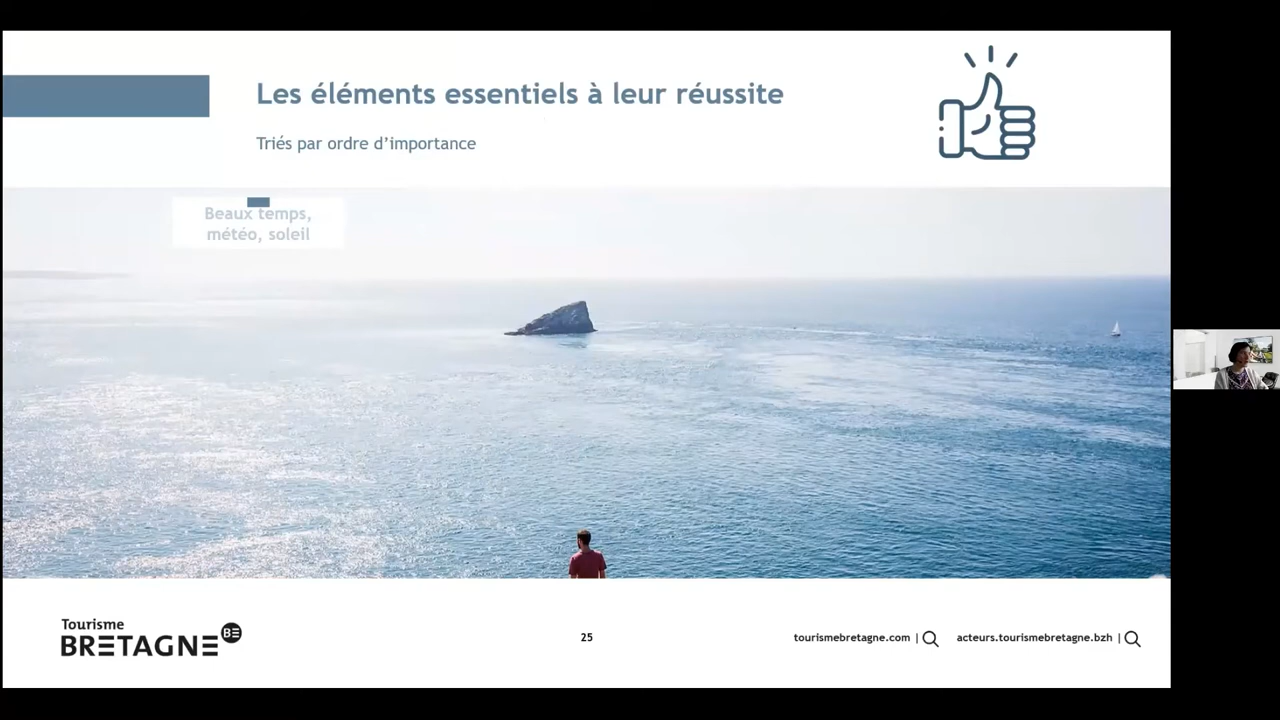 Les éléments essentiels à leur réussite
Triés par ordre d'importance
Beaux temps,
météo, soleil
Tourisme
BRETAGNE BE
25
tourismebretagne.com |
acteurs.tourismebretagne.bzh |